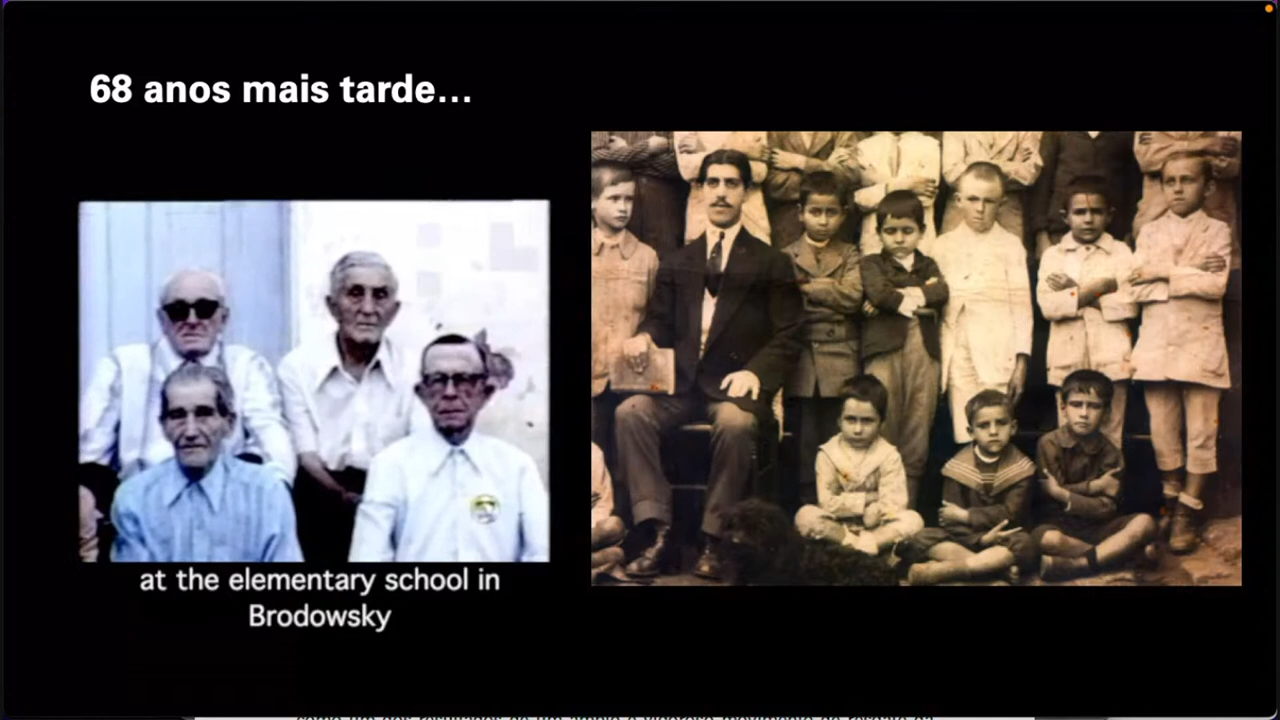 68 anos mais tarde...
at the elementary school in
Brodowsky